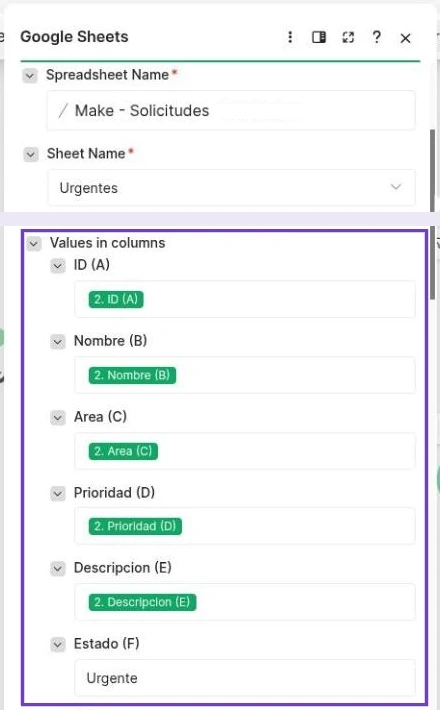 Google Sheets
Spreadsheet Name*
/ Make - Solicitudes
Sheet Name*
Urgentes
Values in columns
ID (A)
2. ID (A)
Nombre (B)
2. Nombre (B)
Area (C)
2. Area (C)
Prioridad (D)
2. Prioridad (D)
Descripcion (E)
2. Descripcion (E)
Estado (F)
Urgente